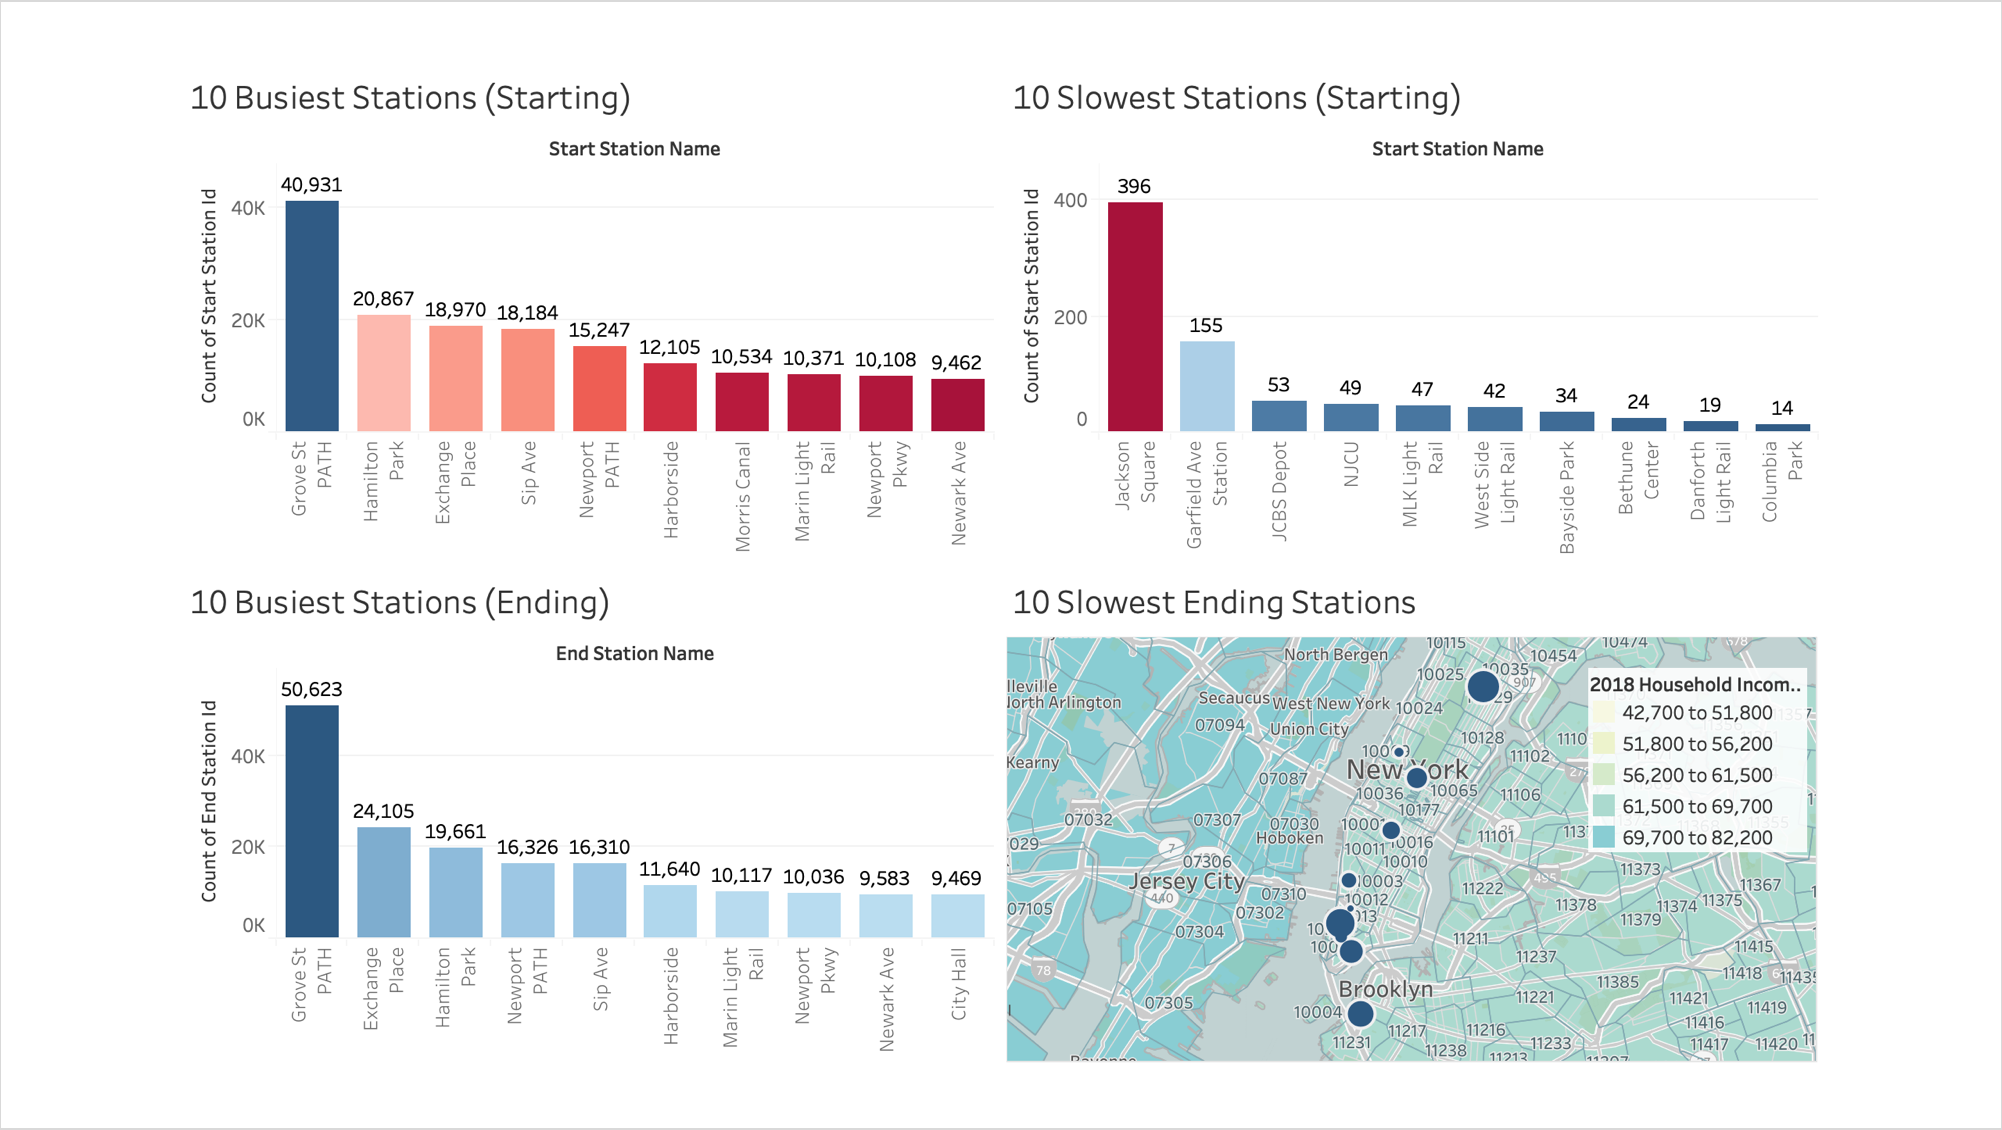 10 Busiest Stations (Starting)
Start Station Name
Count of Start Station Id
40K
20K
0K
40,931
20,867
18,970
18,184
15,247
12,105
10,534
10,371
10,108
9,462
Grove St PATH
Hamilton Park
Exchange Place
Sip Ave
Newport PATH
Harborside
Morris Canal
Marin Light Rail
Newport Pkwy
Newark Ave
10 Slowest Stations (Starting)
Start Station Name
Count of Start Station Id
400
200
0
396
155
53
49
47
42
34
24
19
14
Jackson Square
Garfield Ave Station
JCBS Depot
NJCU
MLK Light Rail
West Side Light Rail
Bayside Park
Bethune Center
Danforth Light Rail
Columbia Park
10 Busiest Stations (Ending)
End Station Name
Count of End Station Id
40K
20K
0K
50,623
24,105
19,661
16,326
16,310
11,640
10,117
10,036
9,583
9,469
Grove St PATH
Exchange Place
Hamilton Park
Newport PATH
Sip Ave
Harborside
Marin Light Rail
Newport Pkwy
Newark Ave
City Hall
10 Slowest Ending Stations
2018 Household Incom..
42,700 to 51,800
51,800 to 56,200
56,200 to 61,500
61,500 to 69,700
69,700 to 82,200
10115
10474
North Bergen
10454
10035
10025
907
lleville
Secaucus
West New York
10024
07094
Union City
10128
11102
Kearny
New York
07087
10036
10065
11106
10177
07032
07307
07030
Hoboken
10011
10016
11101
10010
7
07306
11373
Jersey City
440
07310
10003
11222
495
11367
07105
07302
10012
11378
11374
11375
11379
07304
11211
11237
11415
78
11418
11385
Brooklyn
07305
10004
11221
11421
11419
11217
11216
11416
11231
11238
11233
11417
11420